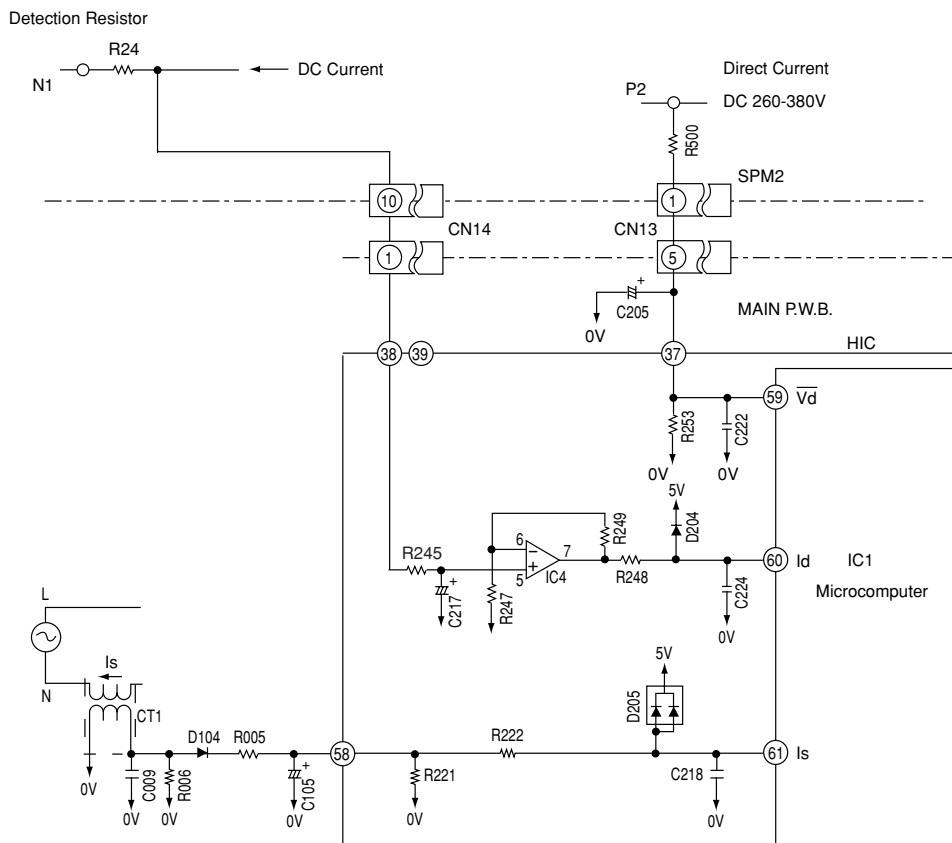 Detection Resistor
R24
N1
DC Current
P2
Direct Current
DC 260-380V
R500
SPM2
10
1
CN14
CN13
1
5
+
C205
0V
MAIN P.W.B.
38
39
37
HIC
59
Vd
R253
C222
0V
0V
5V
R249
D204
6
−
7
R245
+
5
IC4
R248
60
Id
IC1
Microcomputer
+
C217
R247
C224
0V
L
N
Is
CT1
5V
D205
D104
R005
58
R222
61
Is
0V
C009
R006
+
C105
R221
C218
0V
0V
0V
0V
0V